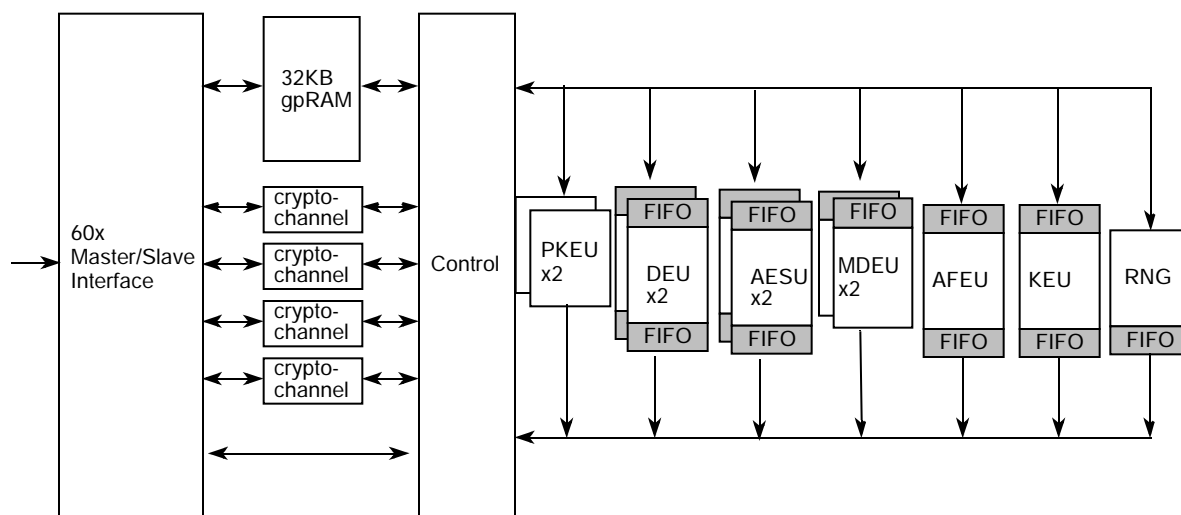 32KB
gpRAM
crypto-
channel
crypto-
channel
crypto-
channel
crypto-
channel
60x
Master/Slave
Interface
Control
PKEU
x2
FIFO
DEU
x2
FIFO
FIFO
AESU
x2
FIFO
FIFO
MDEU
x2
FIFO
AFEU
FIFO
FIFO
KEU
FIFO
RNG
FIFO